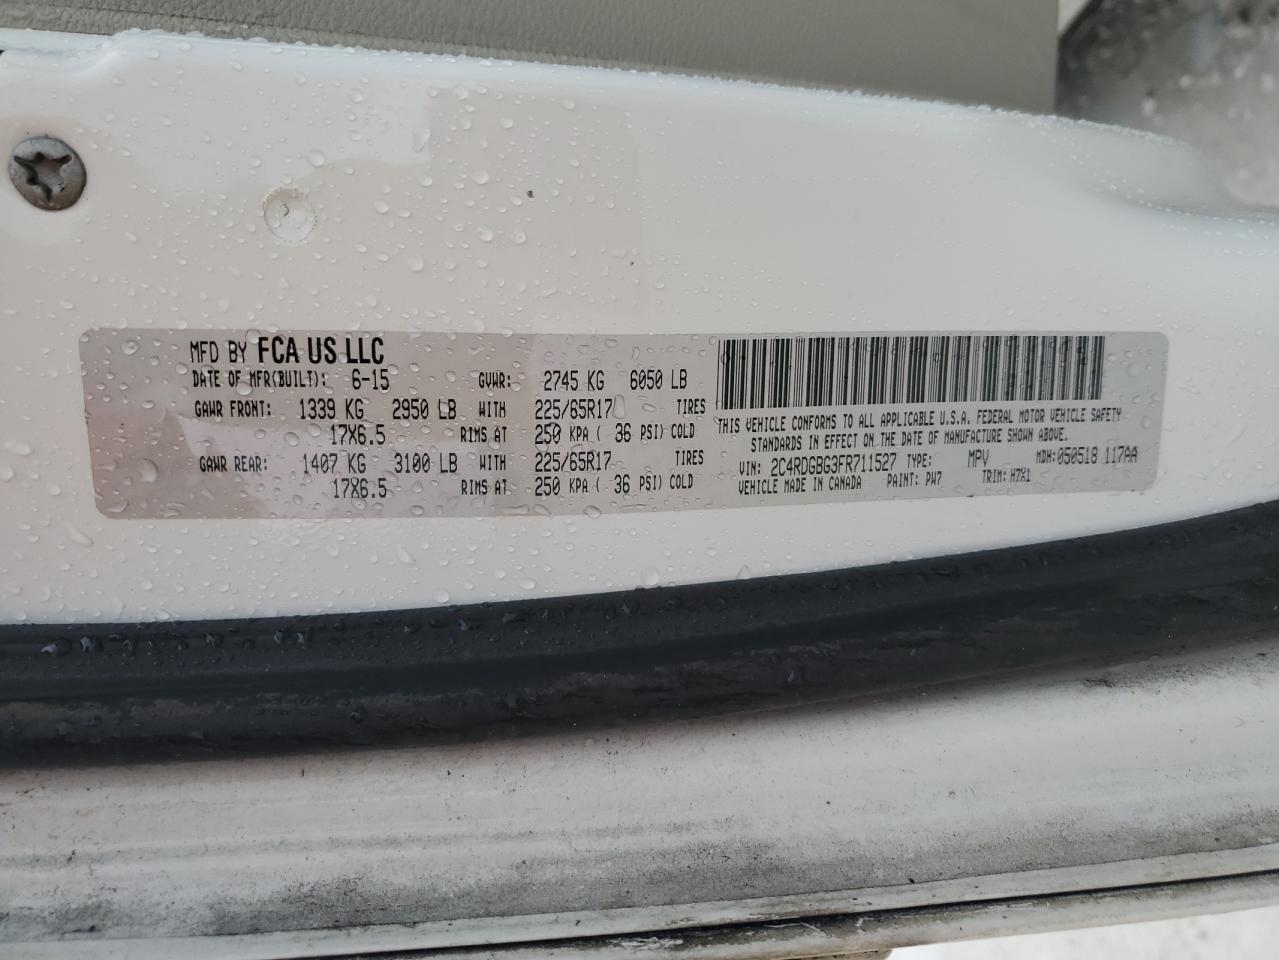 MFD BY FCA US LLC
DATE OF MFR(BUILT): 6-15 GVWR: 2745 KG 6050 LB
GAWR FRONT: 1339 KG 2950 LB WITH 225/65R17 TIRES
17X6.5 RIMS AT 250 KPA ( 36 PSI) COLD
GAWR REAR: 1407 KG 3100 LB WITH 225/65R17 TIRES
17X6.5 RIMS AT 250 KPA ( 36 PSI) COLD
THIS VEHICLE CONFORMS TO ALL APPLICABLE U.S.A. FEDERAL MOTOR VEHICLE SAFETY
STANDARDS IN EFFECT ON THE DATE OF MANUFACTURE SHOWN ABOVE.
VIN: 2C4RDGBG3FR711527 TYPE: MPV MDH: 050518 117AA
VEHICLE MADE IN CANADA PAINT: PW7 TRIM: H7X1